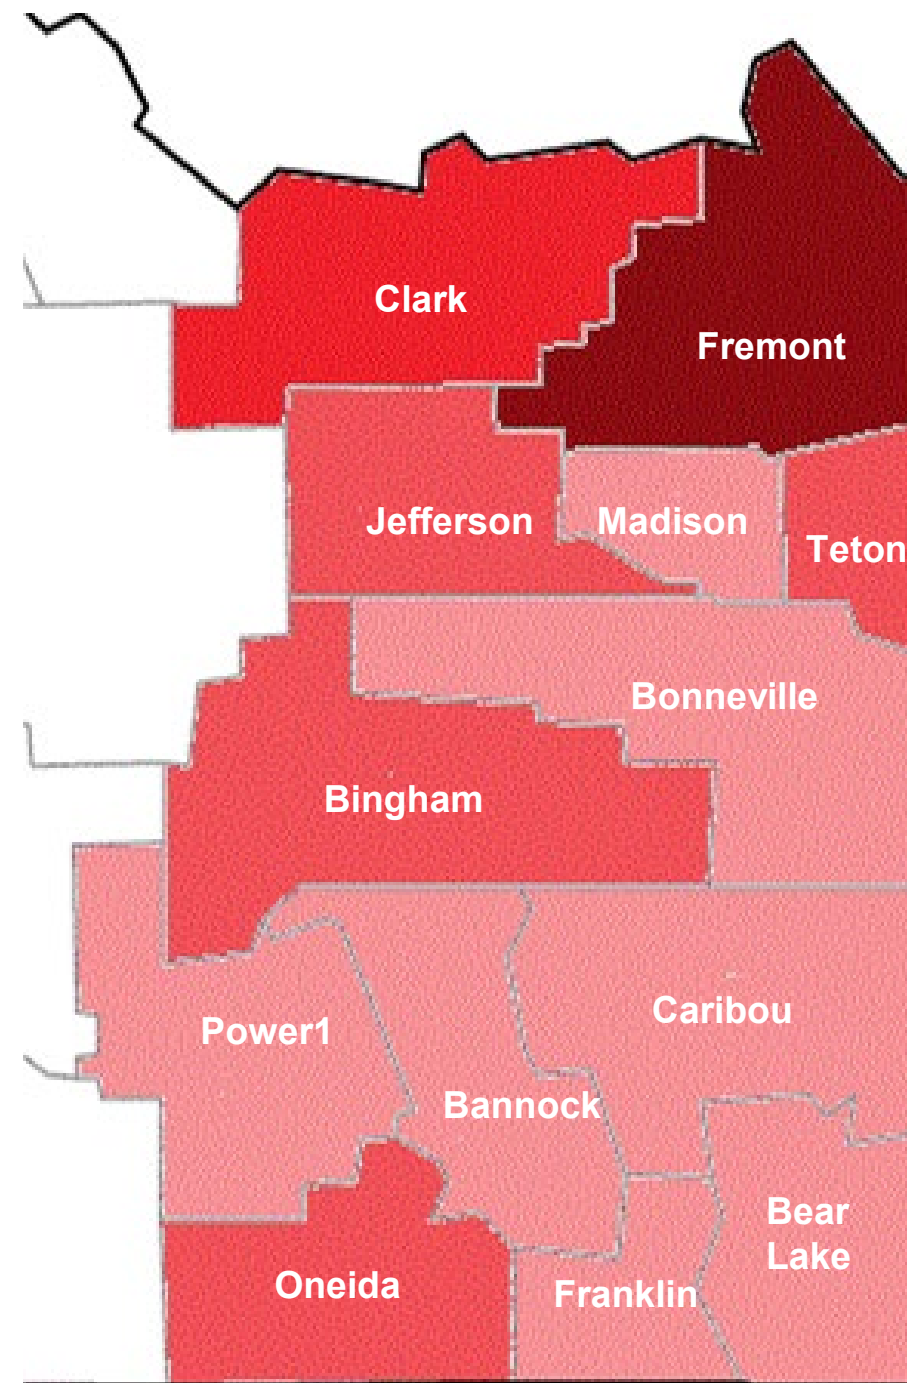 Clark
Fremont
Jefferson
Madison
Teton
Bonneville
Bingham
Caribou
Power1
Bannock
Bear
Lake
Oneida
Franklin